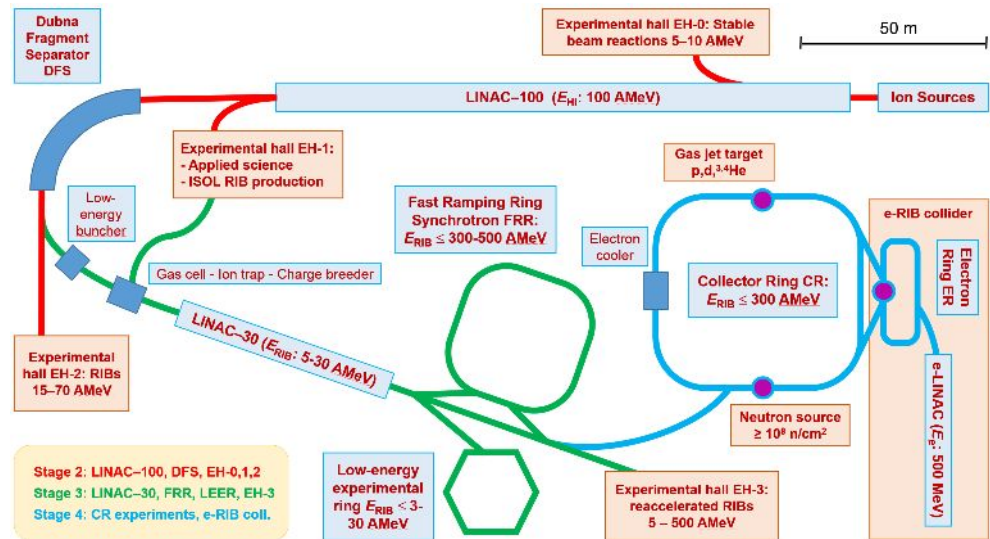 Dubna
Fragment
Separator
DFS
Experimental hall EH-0: Stable
beam reactions 5–10 AMeV
50 m
LINAC–100 (E_HI: 100 AMeV)
Ion Sources
Experimental hall EH-1:
- Applied science
- ISOL RIB production
Gas jet target
p,d,³,⁴He
Low-
energy
buncher
Fast Ramping Ring
Synchrotron FRR:
E_RIB ≤ 300-500 AMeV
e-RIB collider
Electron
cooler
Electron
Ring ER
Gas cell - Ion trap - Charge breeder
Collector Ring CR:
E_RIB ≤ 300 AMeV
LINAC–30 (E_RIB: 5-30 AMeV)
Experimental
hall EH-2: RIBs
15–70 AMeV
e-LINAC (E_e: 500 MeV)
Neutron source
≥ 10⁸ n/cm²
Stage 2: LINAC–100, DFS, EH-0,1,2
Stage 3: LINAC–30, FRR, LEER, EH-3
Stage 4: CR experiments, e-RIB coll.
Low-energy
experimental
ring E_RIB ≤ 3-
30 AMeV
Experimental hall EH-3:
reaccelerated RIBs
5 – 500 AMeV